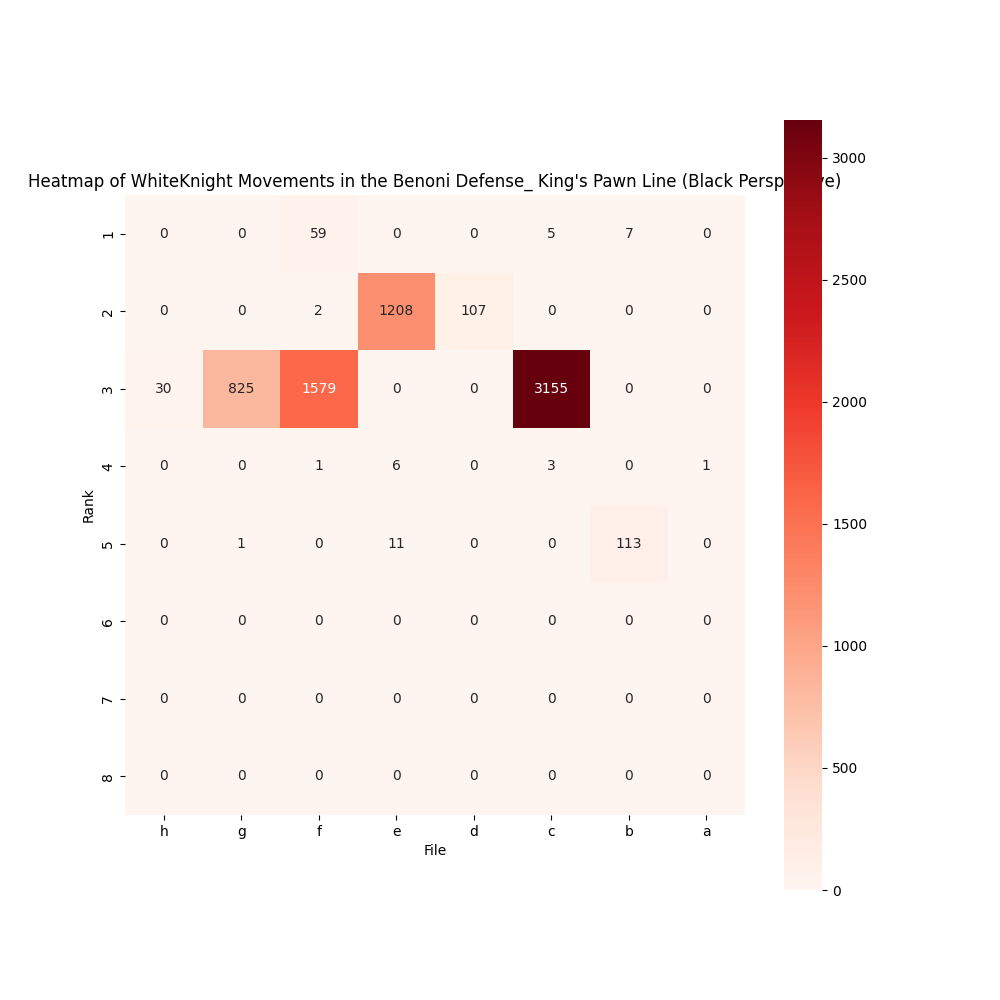 Heatmap of WhiteKnight Movements in the Benoni Defense_ King's Pawn Line (Black Persp ve)
3000
2500
2000
1500
1000
500
0
Rank
1 0 0 59 0 0 5 7 0
2 0 0 2 1208 107 0 0 0
3 30 825 1579 0 0 3155 0 0
4 0 0 1 6 0 3 0 1
5 0 1 0 11 0 0 113 0
6 0 0 0 0 0 0 0 0
7 0 0 0 0 0 0 0 0
8 0 0 0 0 0 0 0 0
h g f e d c b a
File